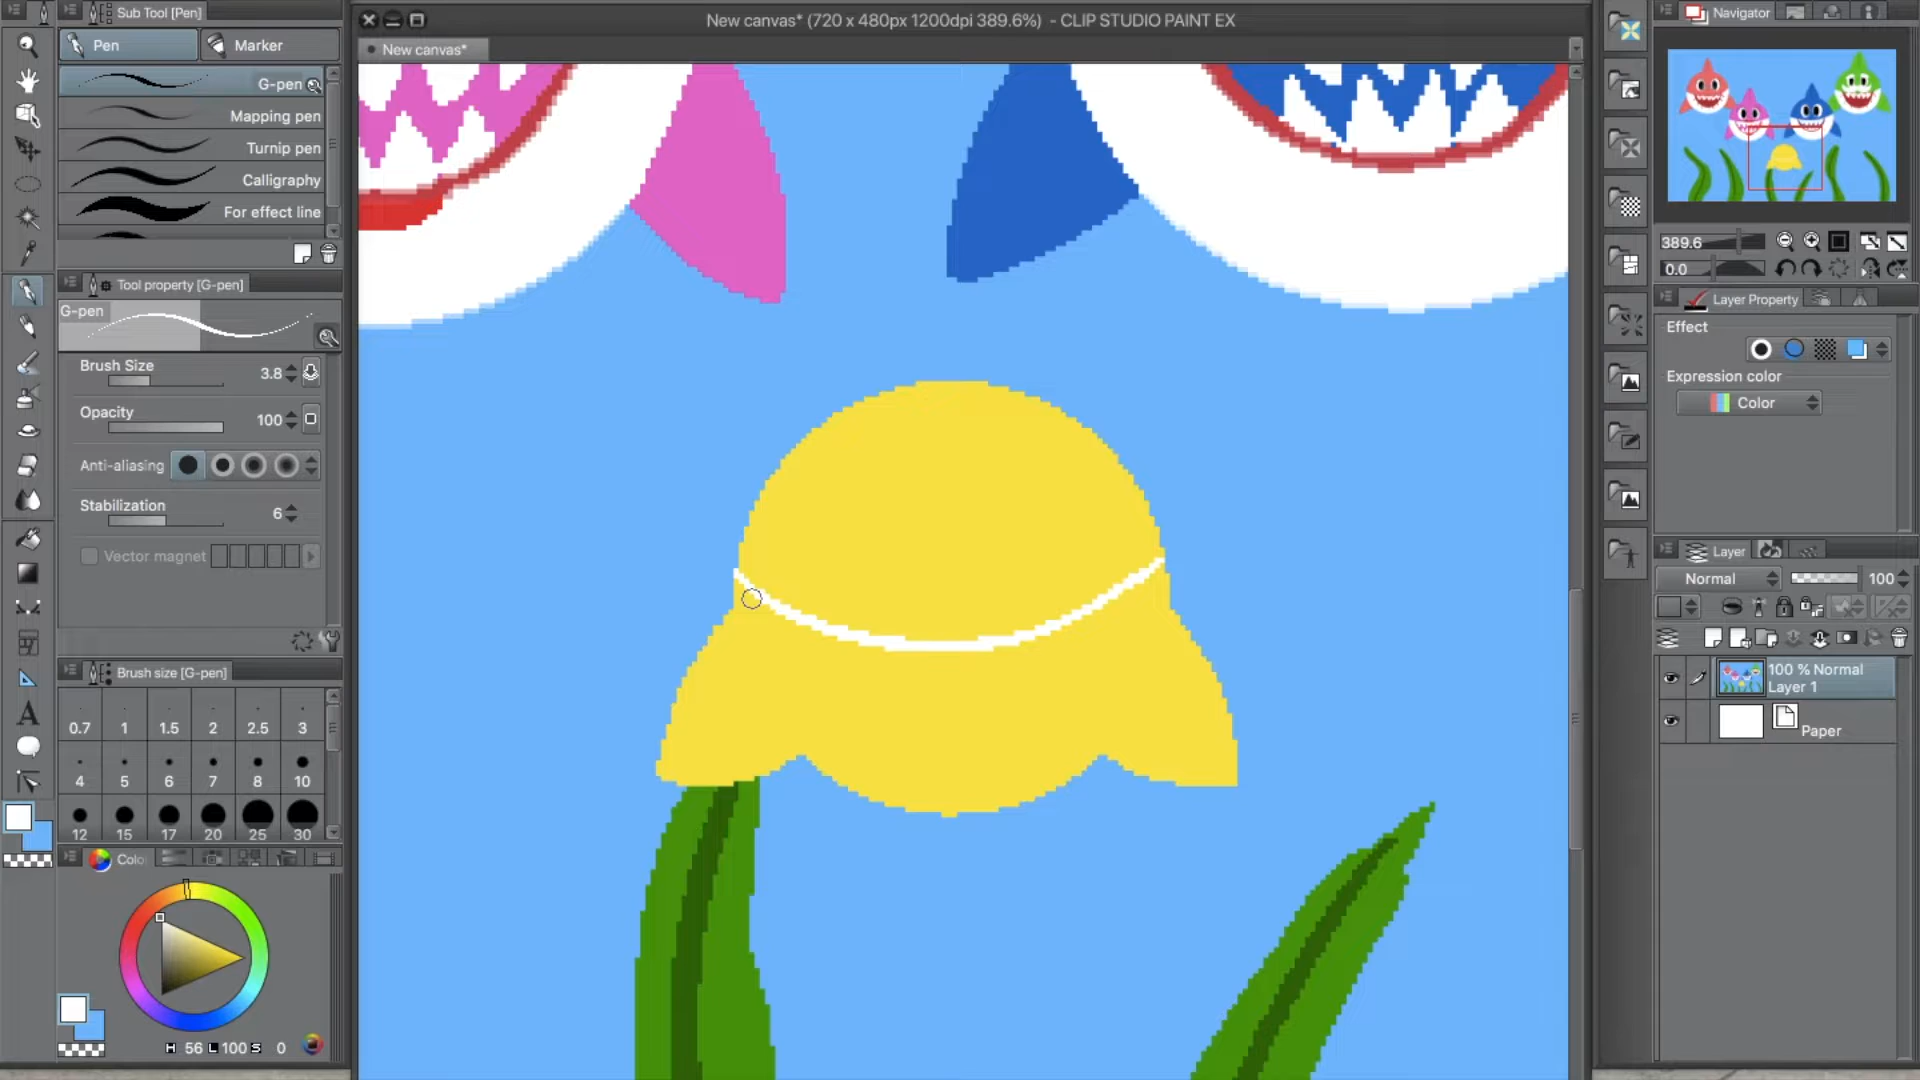 Sub Tool [Pen]
New canvas* (720 x 480px 1200dpi 389.6%) - CLIP STUDIO PAINT EX
Navigator
Pen
Marker
New canvas*
G-pen
Mapping pen
Turnip pen
Calligraphy
For effect line
389.6
0.0
Tool property [G-pen]
Layer Property
G-pen
Effect
Brush Size
3.8
Expression color
Opacity
100
Color
Anti-aliasing
Stabilization
6
Vector magnet
Layer
Normal
100
Brush size [G-pen]
100 % Normal
Layer 1
0.7 1 1.5 2 2.5 3
Paper
4 5 6 7 8 10
12 15 17 20 25 30
Colo
H 56 L 100 S 0